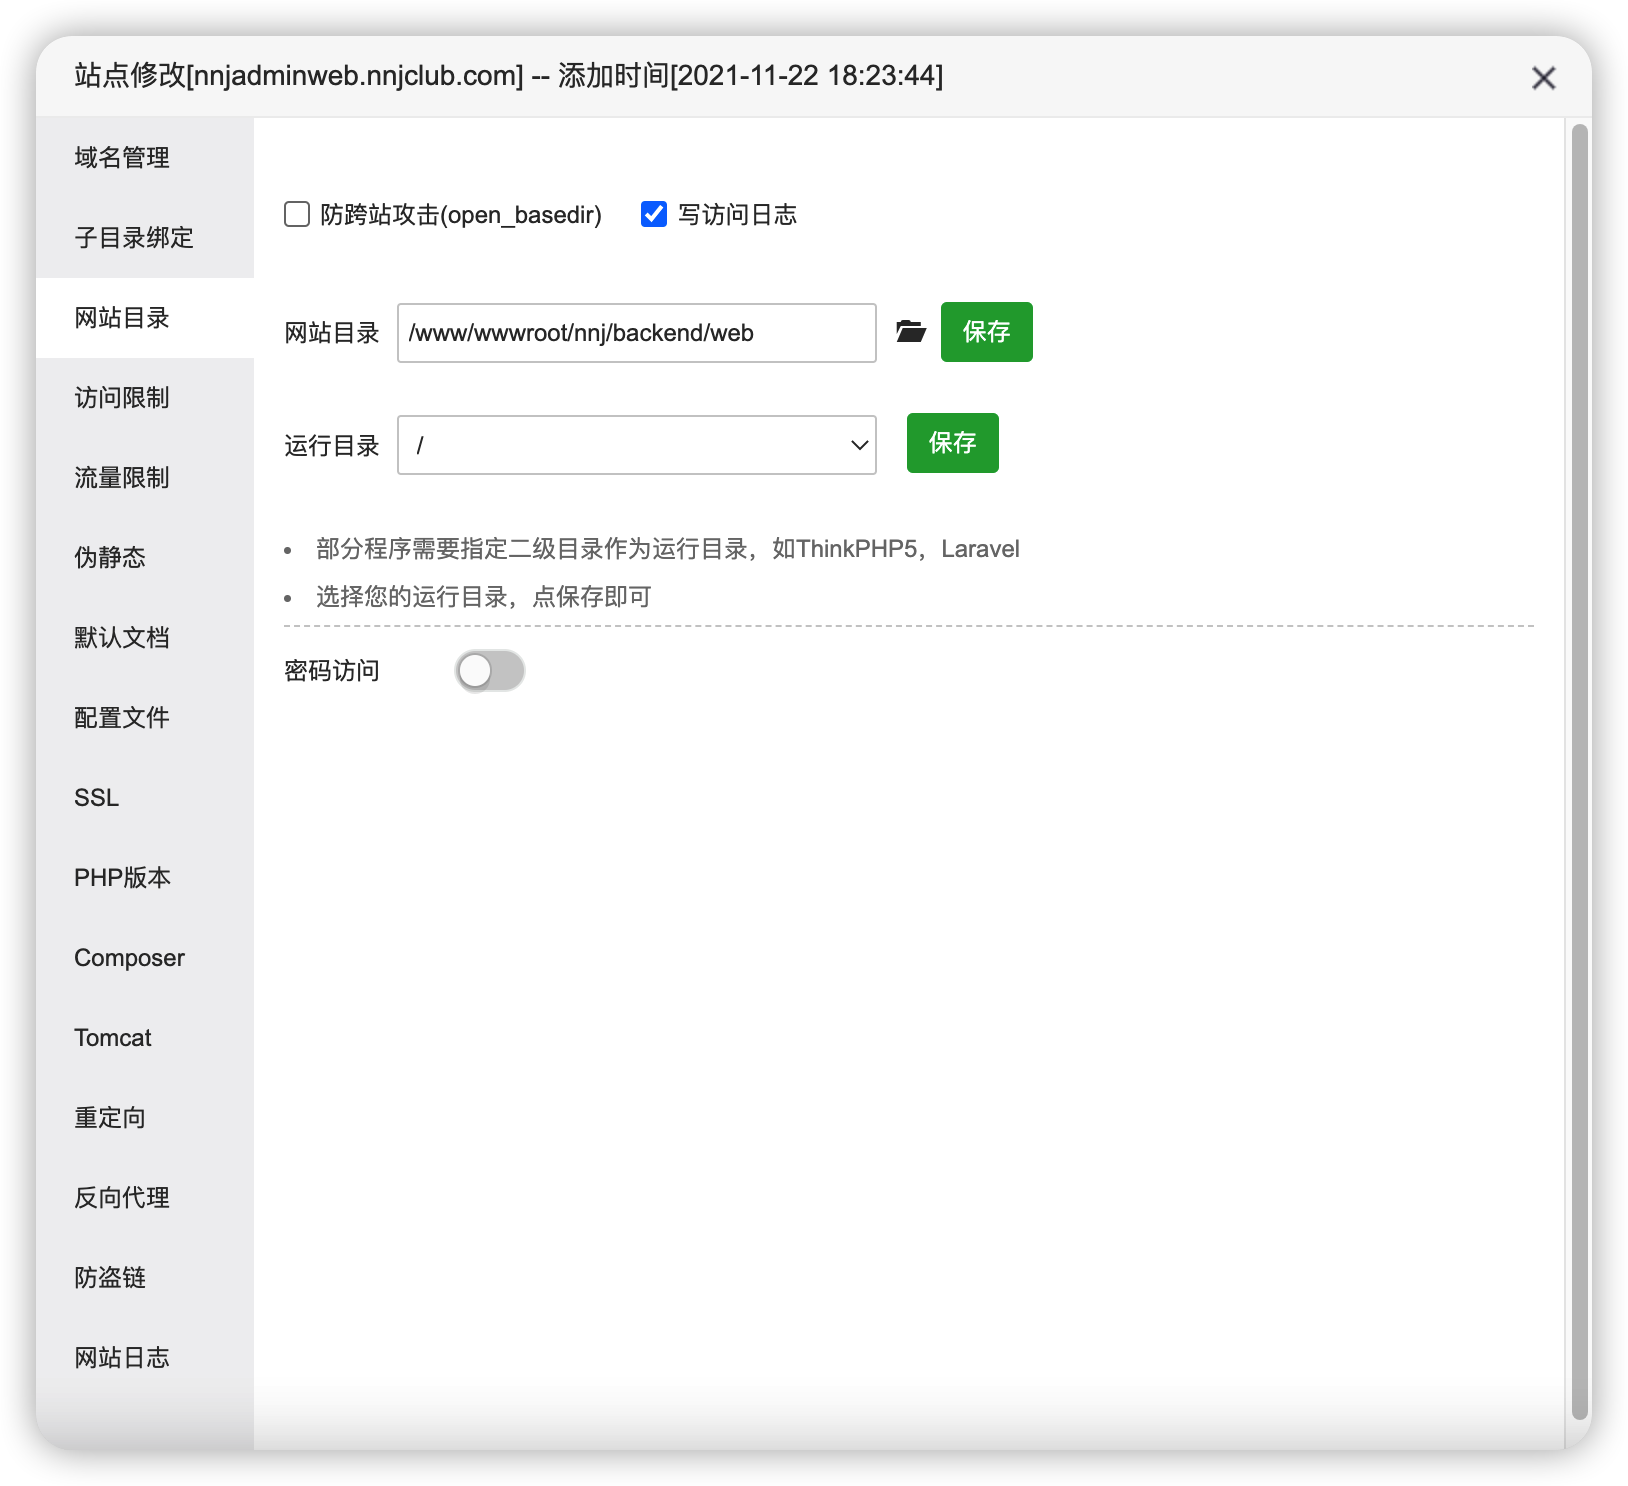 站点修改[nnjadminweb.nnjclub.com] -- 添加时间[2021-11-22 18:23:44]
域名管理
子目录绑定
网站目录
访问限制
流量限制
伪静态
默认文档
配置文件
SSL
PHP版本
Composer
Tomcat
重定向
反向代理
防盗链
网站日志
防跨站攻击(open_basedir) 写访问日志
网站目录 /www/wwwroot/nnj/backend/web 保存
运行目录 / 保存
部分程序需要指定二级目录作为运行目录，如ThinkPHP5，Laravel
选择您的运行目录，点保存即可
密码访问